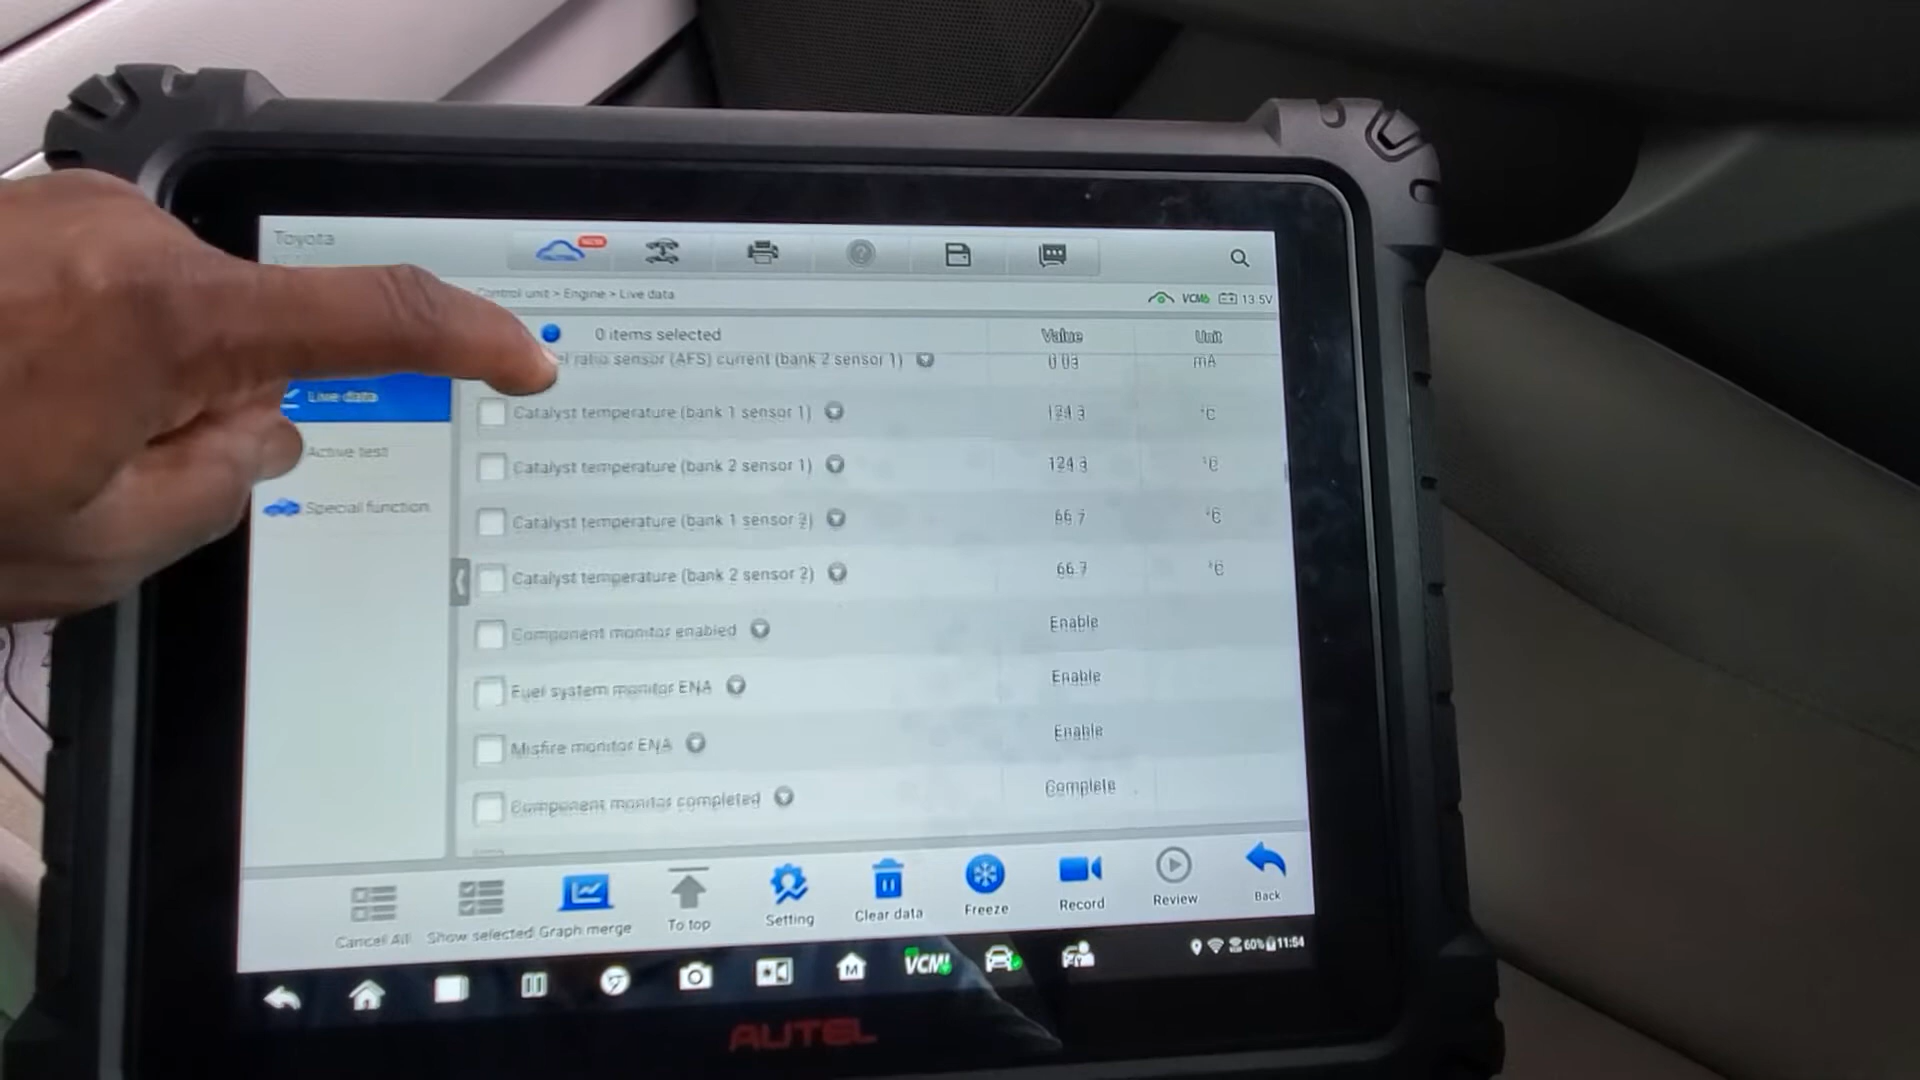 Toyota
NEW
Control unit > Engine > Live data
VCMI 13.5V
0 items selected Value Unit
ratio sensor (AFS) current (bank 2 sensor 1) 0.03 mA
Live data
Catalyst temperature (bank 1 sensor 1) °C
Active test
Catalyst temperature (bank 2 sensor 1) 124.3 °C
Special function
Catalyst temperature (bank 1 sensor 2) 66.7 °C
Catalyst temperature (bank 2 sensor 2) 66.7 °C
Component monitor enabled Enable
Fuel system monitor ENA Enable
Misfire monitor ENA Enable
Component monitor completed Complete
Cancel All Show selected Graph merge To top Setting Clear data Freeze Record Review Back
M VCMI 60% 11:54
AUTEL